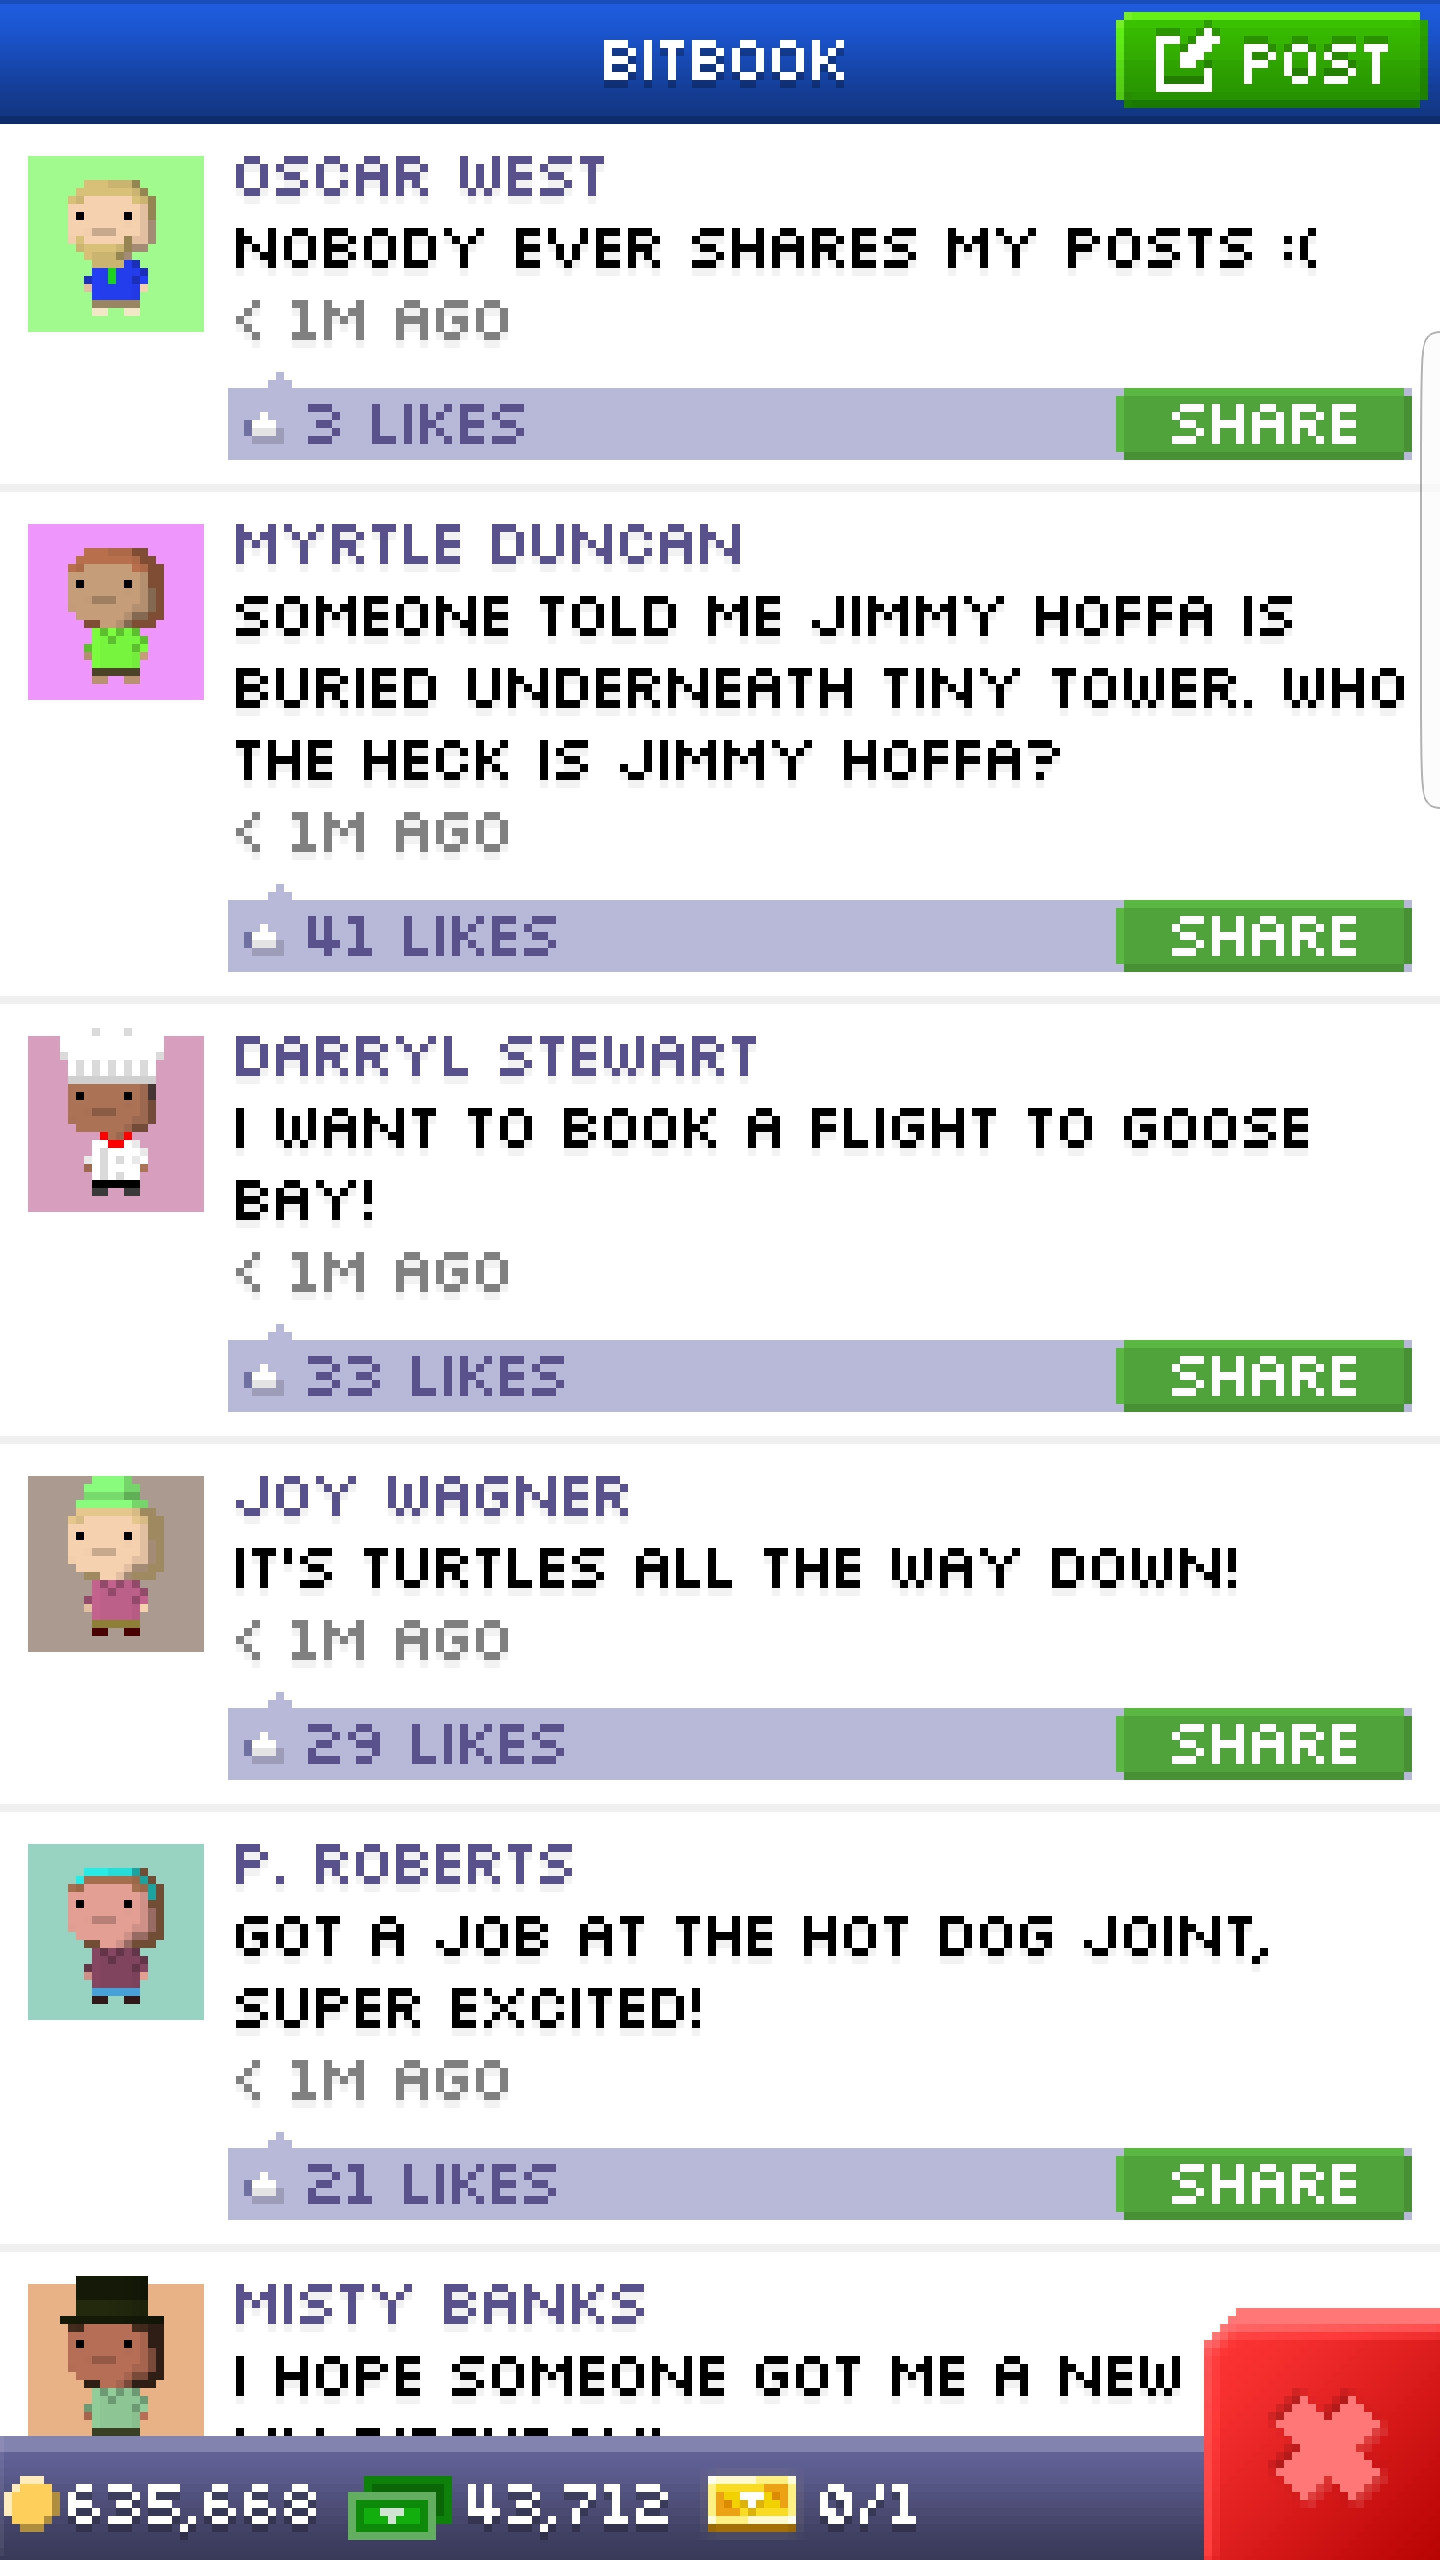 BITBOOK
POST
OSCAR WEST
NOBODY EVER SHARES MY POSTS :(
< 1M AGO
3 LIKES
SHARE
MYRTLE DUNCAN
SOMEONE TOLD ME JIMMY HOFFA IS
BURIED UNDERNEATH TINY TOWER. WHO
THE HECK IS JIMMY HOFFA?
< 1M AGO
41 LIKES
SHARE
DARRYL STEWART
I WANT TO BOOK A FLIGHT TO GOOSE
BAY!
< 1M AGO
33 LIKES
SHARE
JOY WAGNER
IT'S TURTLES ALL THE WAY DOWN!
< 1M AGO
29 LIKES
SHARE
P. ROBERTS
GOT A JOB AT THE HOT DOG JOINT,
SUPER EXCITED!
< 1M AGO
21 LIKES
SHARE
MISTY BANKS
I HOPE SOMEONE GOT ME A NEW
635,668 43,712 0/1